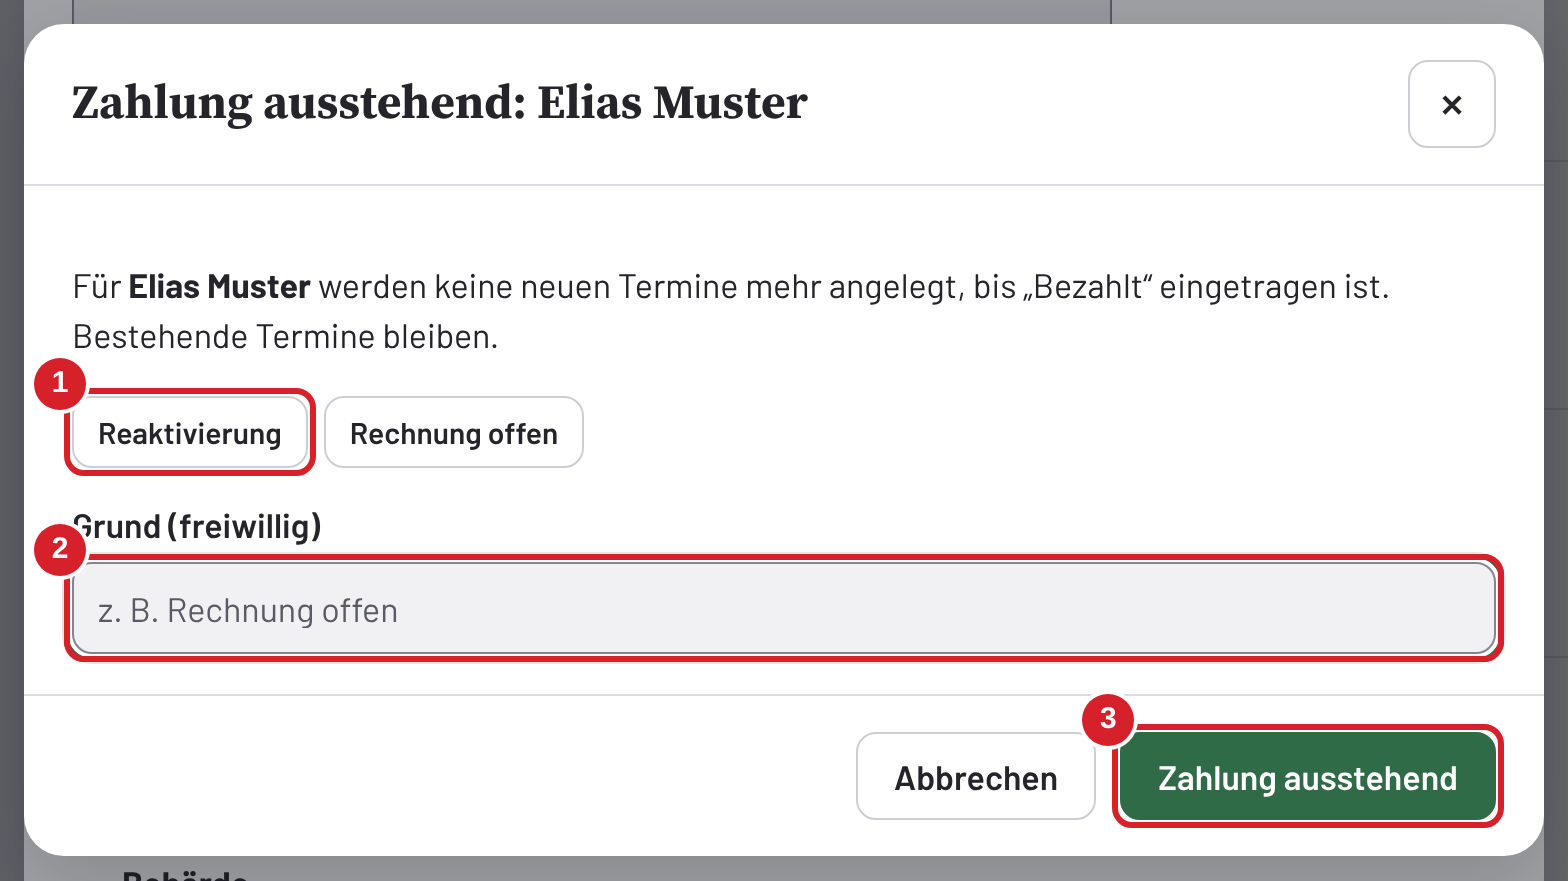 Zahlung ausstehend: Elias Muster
×
Für Elias Muster werden keine neuen Termine mehr angelegt, bis „Bezahlt“ eingetragen ist.
Bestehende Termine bleiben.
1
Reaktivierung
Rechnung offen
Grund (freiwillig)
2
z. B. Rechnung offen
3
Abbrechen
Zahlung ausstehend
Behörde